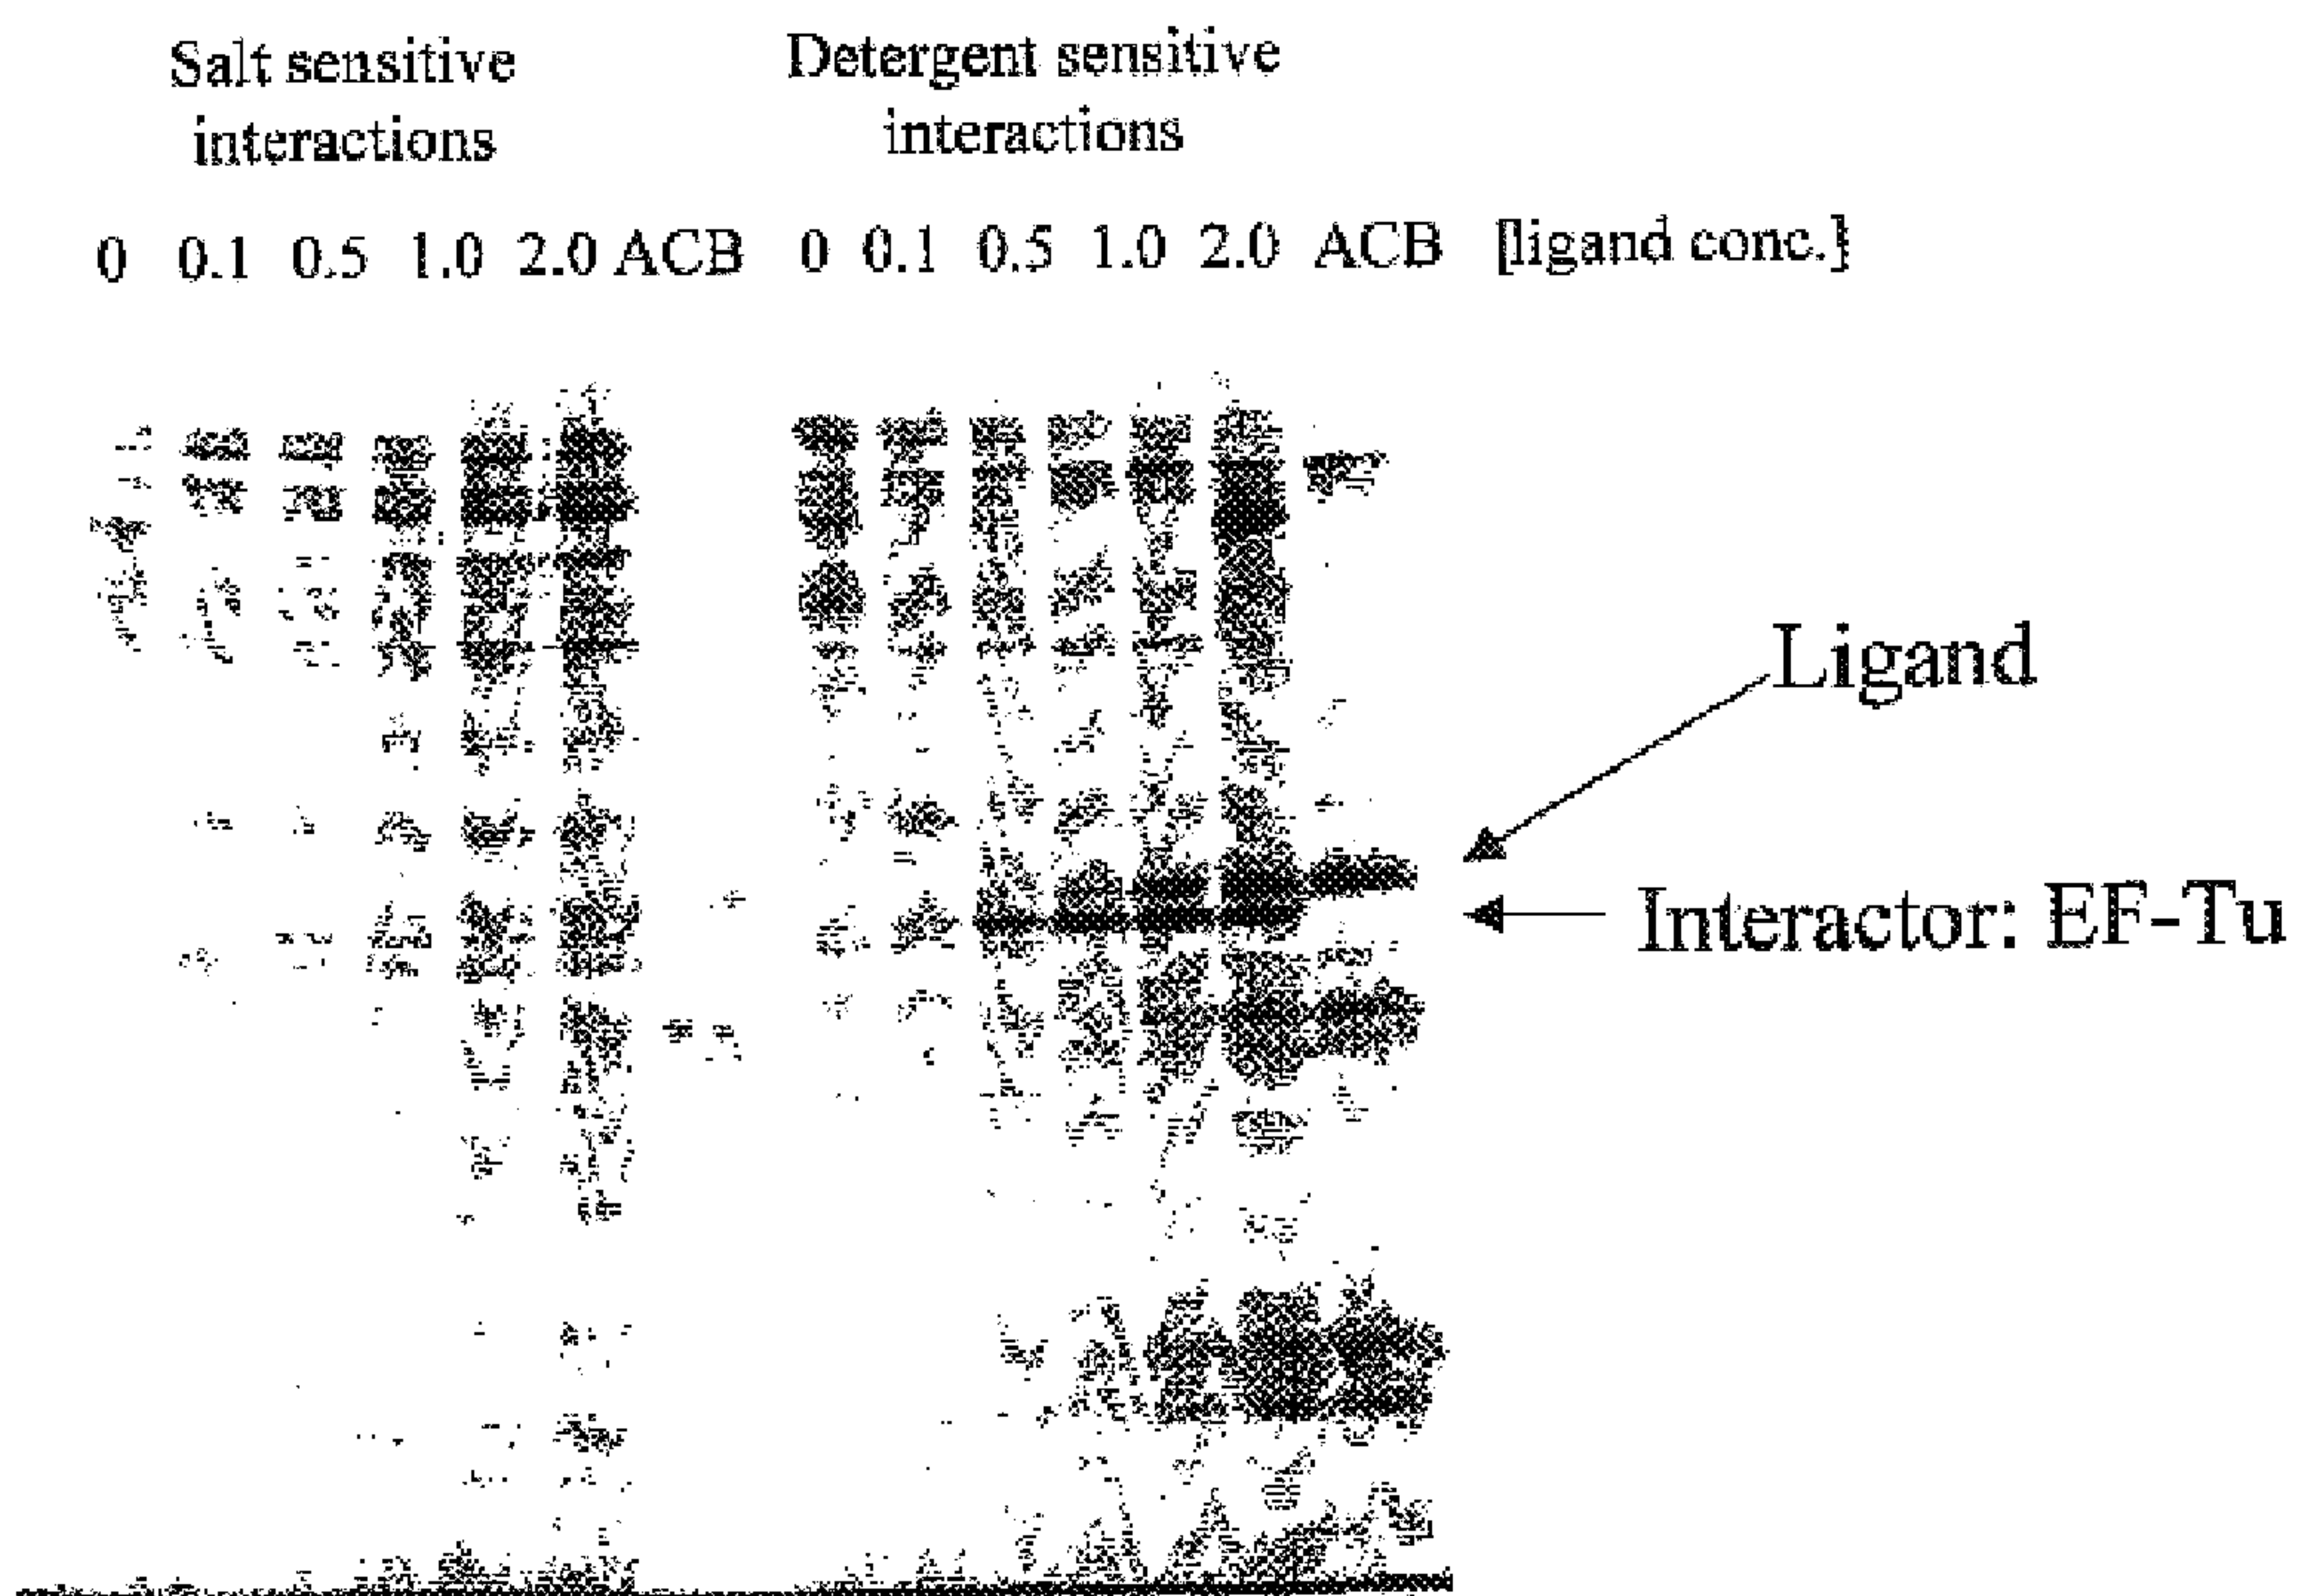 Salt sensitive
interactions
Detergent sensitive
interactions
0 0.1 0.5 1.0 2.0 ACB 0 0.1 0.5 1.0 2.0 ACB [ligand conc.]
Ligand
Interactor: EF-Tu